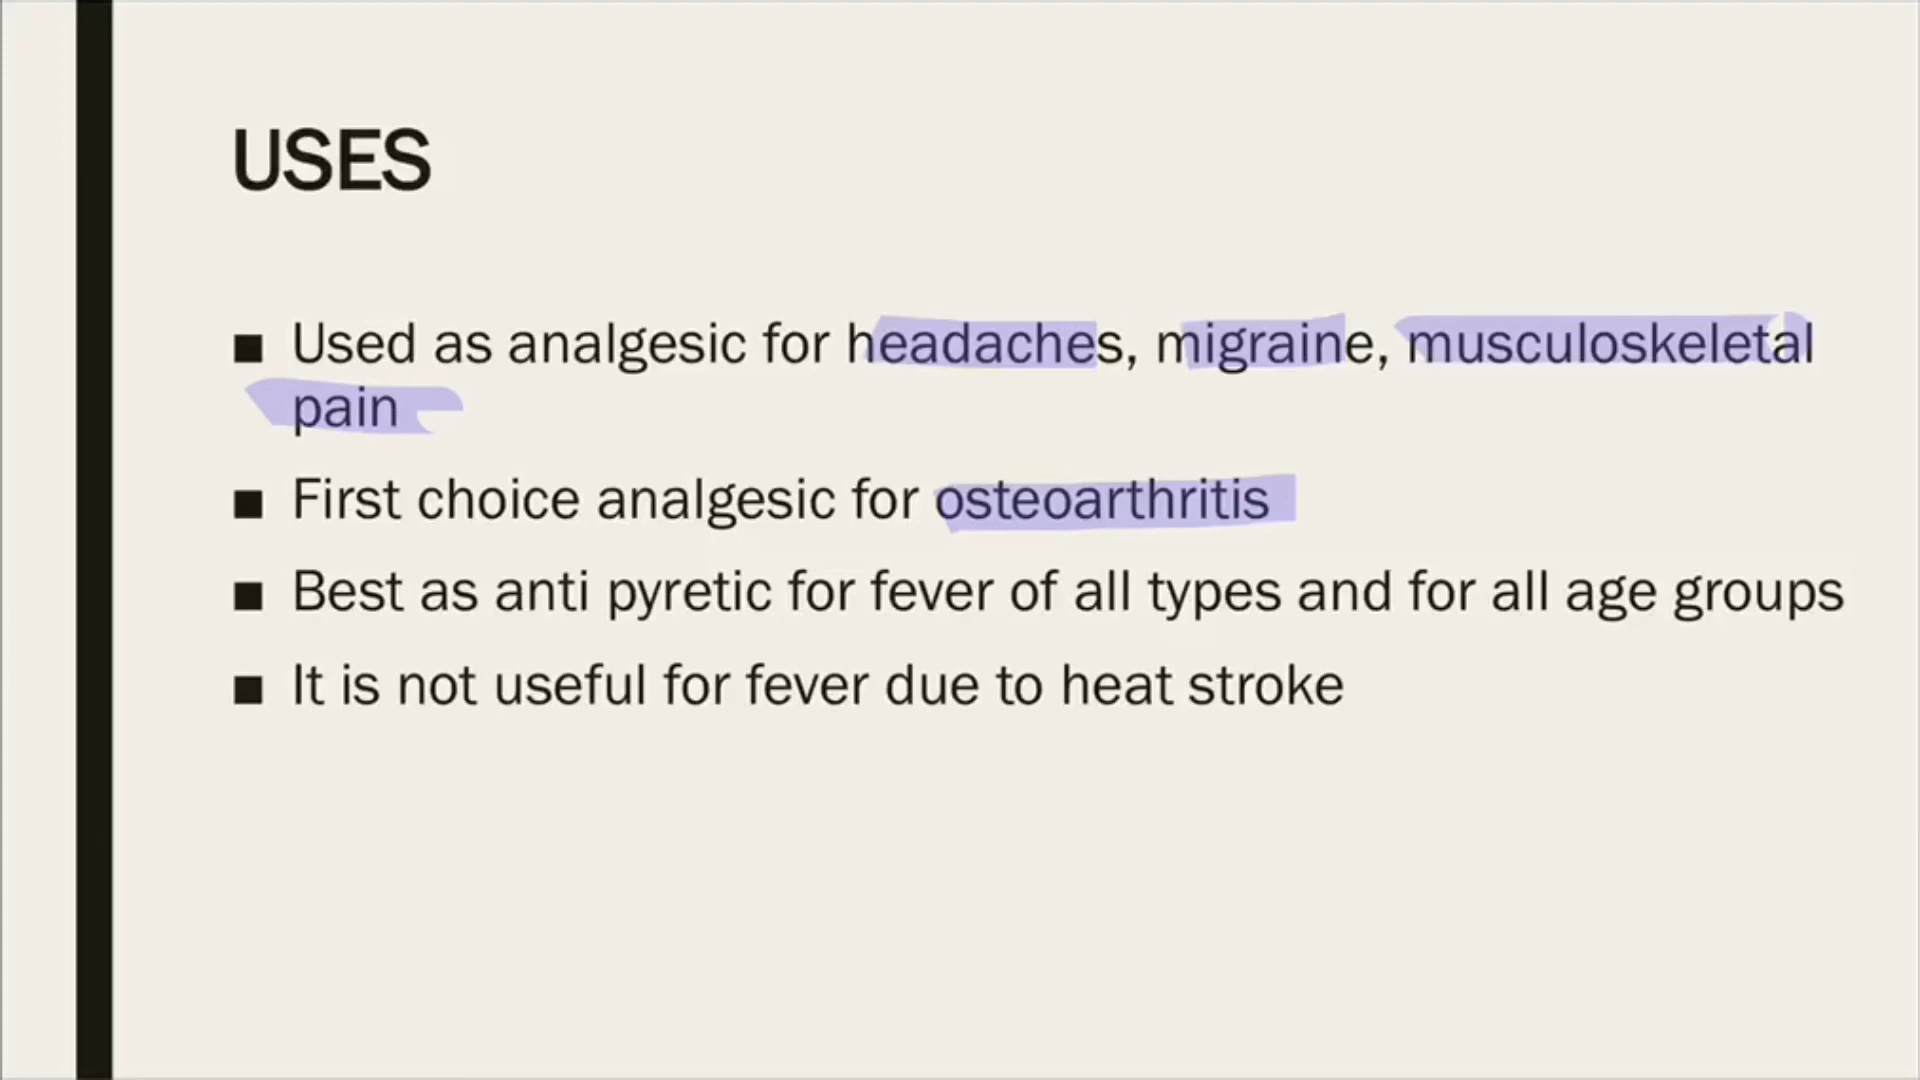 USES
■ Used as analgesic for headaches, migraine, musculoskeletal
pain
■ First choice analgesic for osteoarthritis
■ Best as anti pyretic for fever of all types and for all age groups
■ It is not useful for fever due to heat stroke